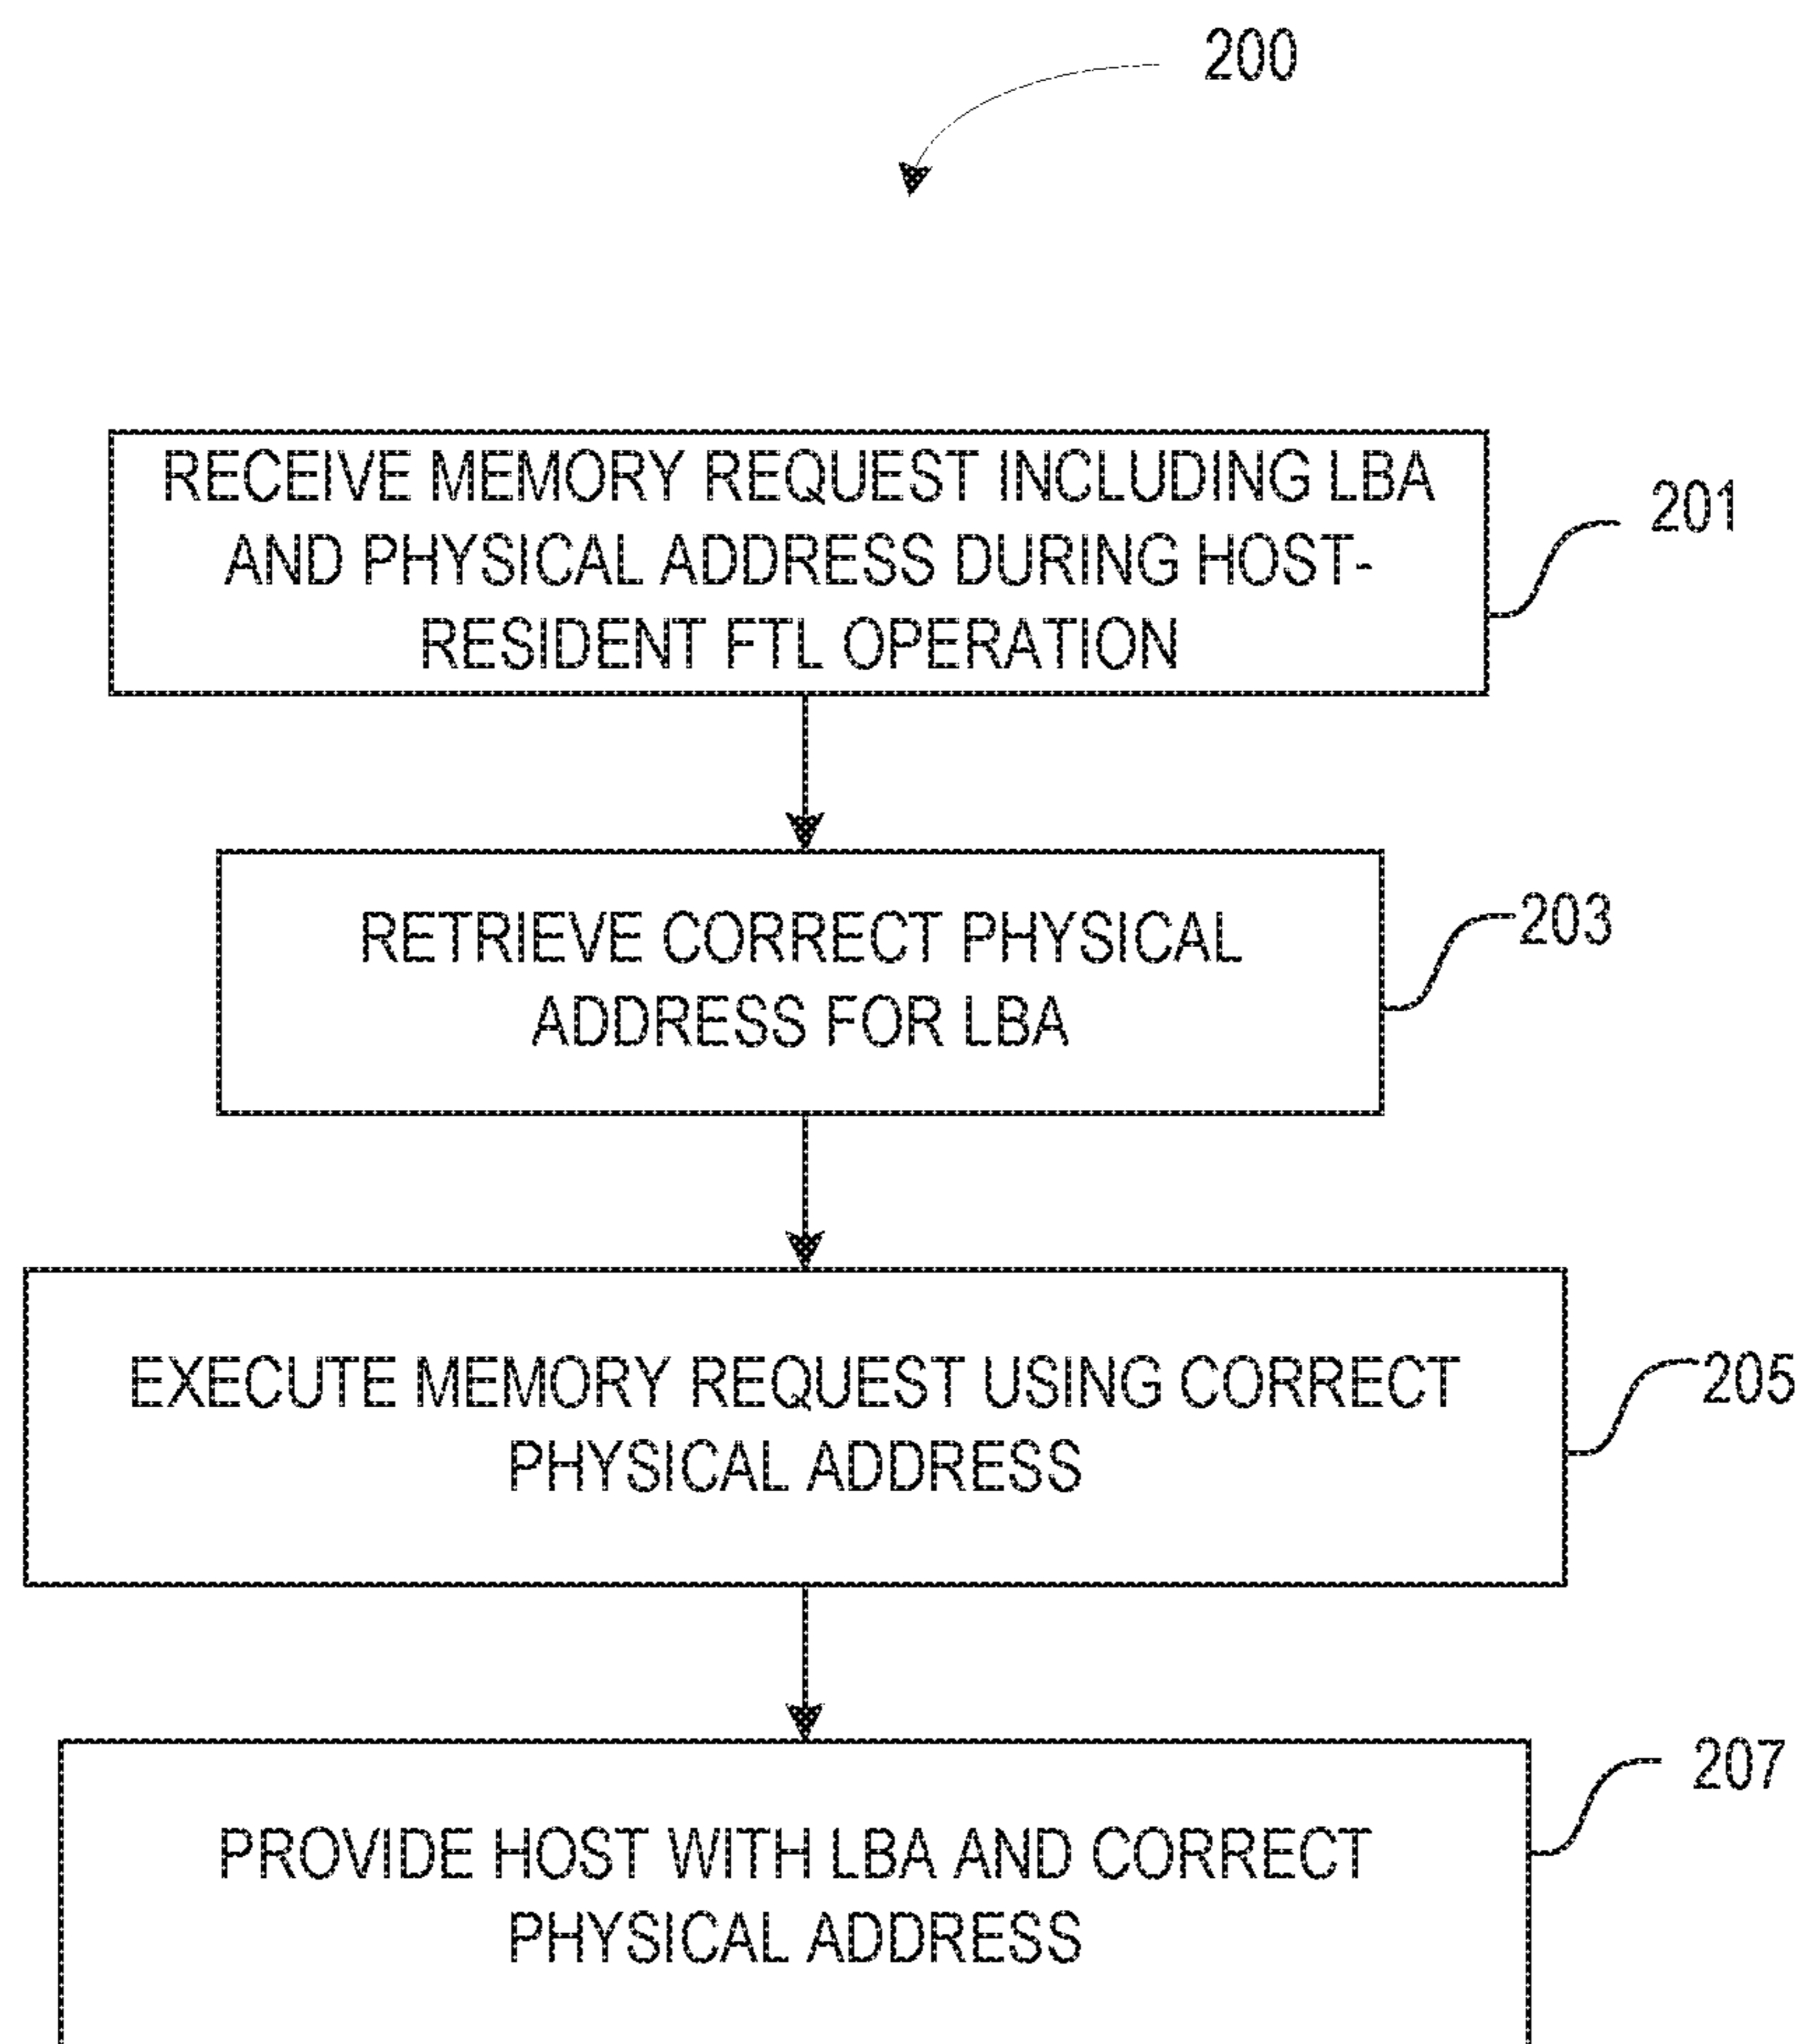 200
RECEIVE MEMORY REQUEST INCLUDING LBA
AND PHYSICAL ADDRESS DURING HOST-
RESIDENT FTL OPERATION
201
RETRIEVE CORRECT PHYSICAL
ADDRESS FOR LBA
203
EXECUTE MEMORY REQUEST USING CORRECT
PHYSICAL ADDRESS
205
PROVIDE HOST WITH LBA AND CORRECT
PHYSICAL ADDRESS
207